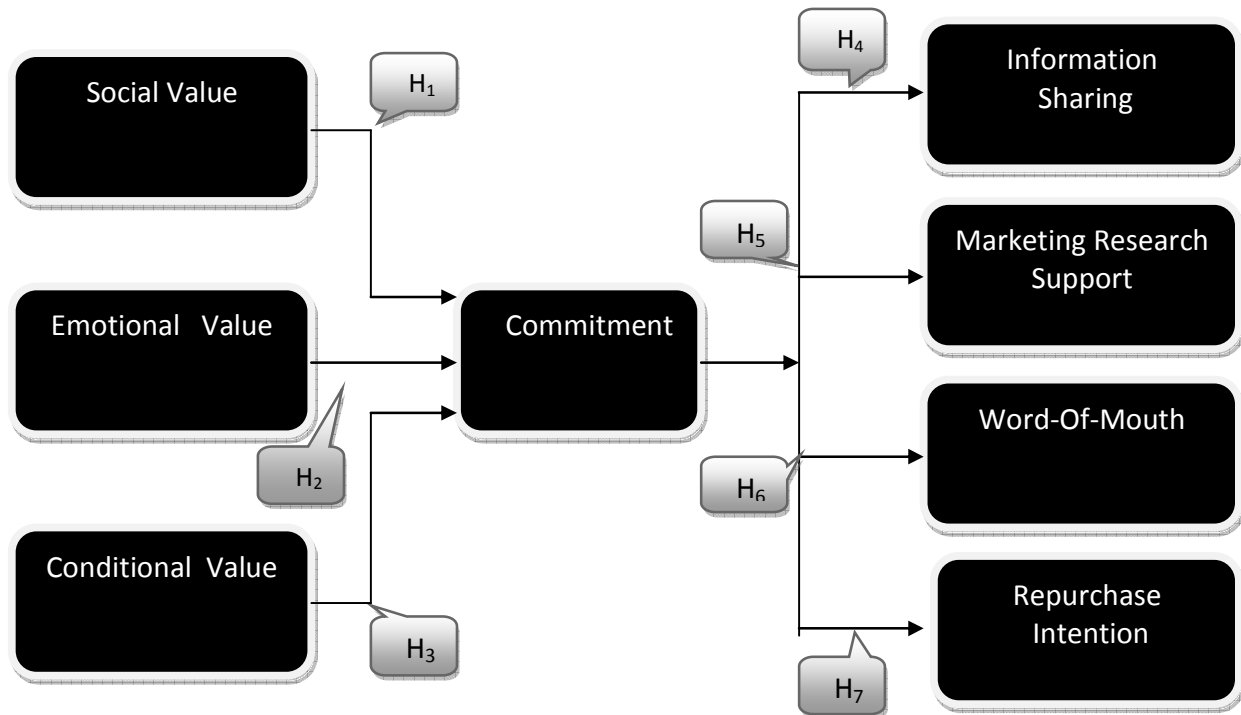 Social Value
H₁
Emotional Value
H₂
Conditional Value
H₃
Commitment
H₄
Information
Sharing
H₅
Marketing Research
Support
H₆
Word-Of-Mouth
H₇
Repurchase
Intention